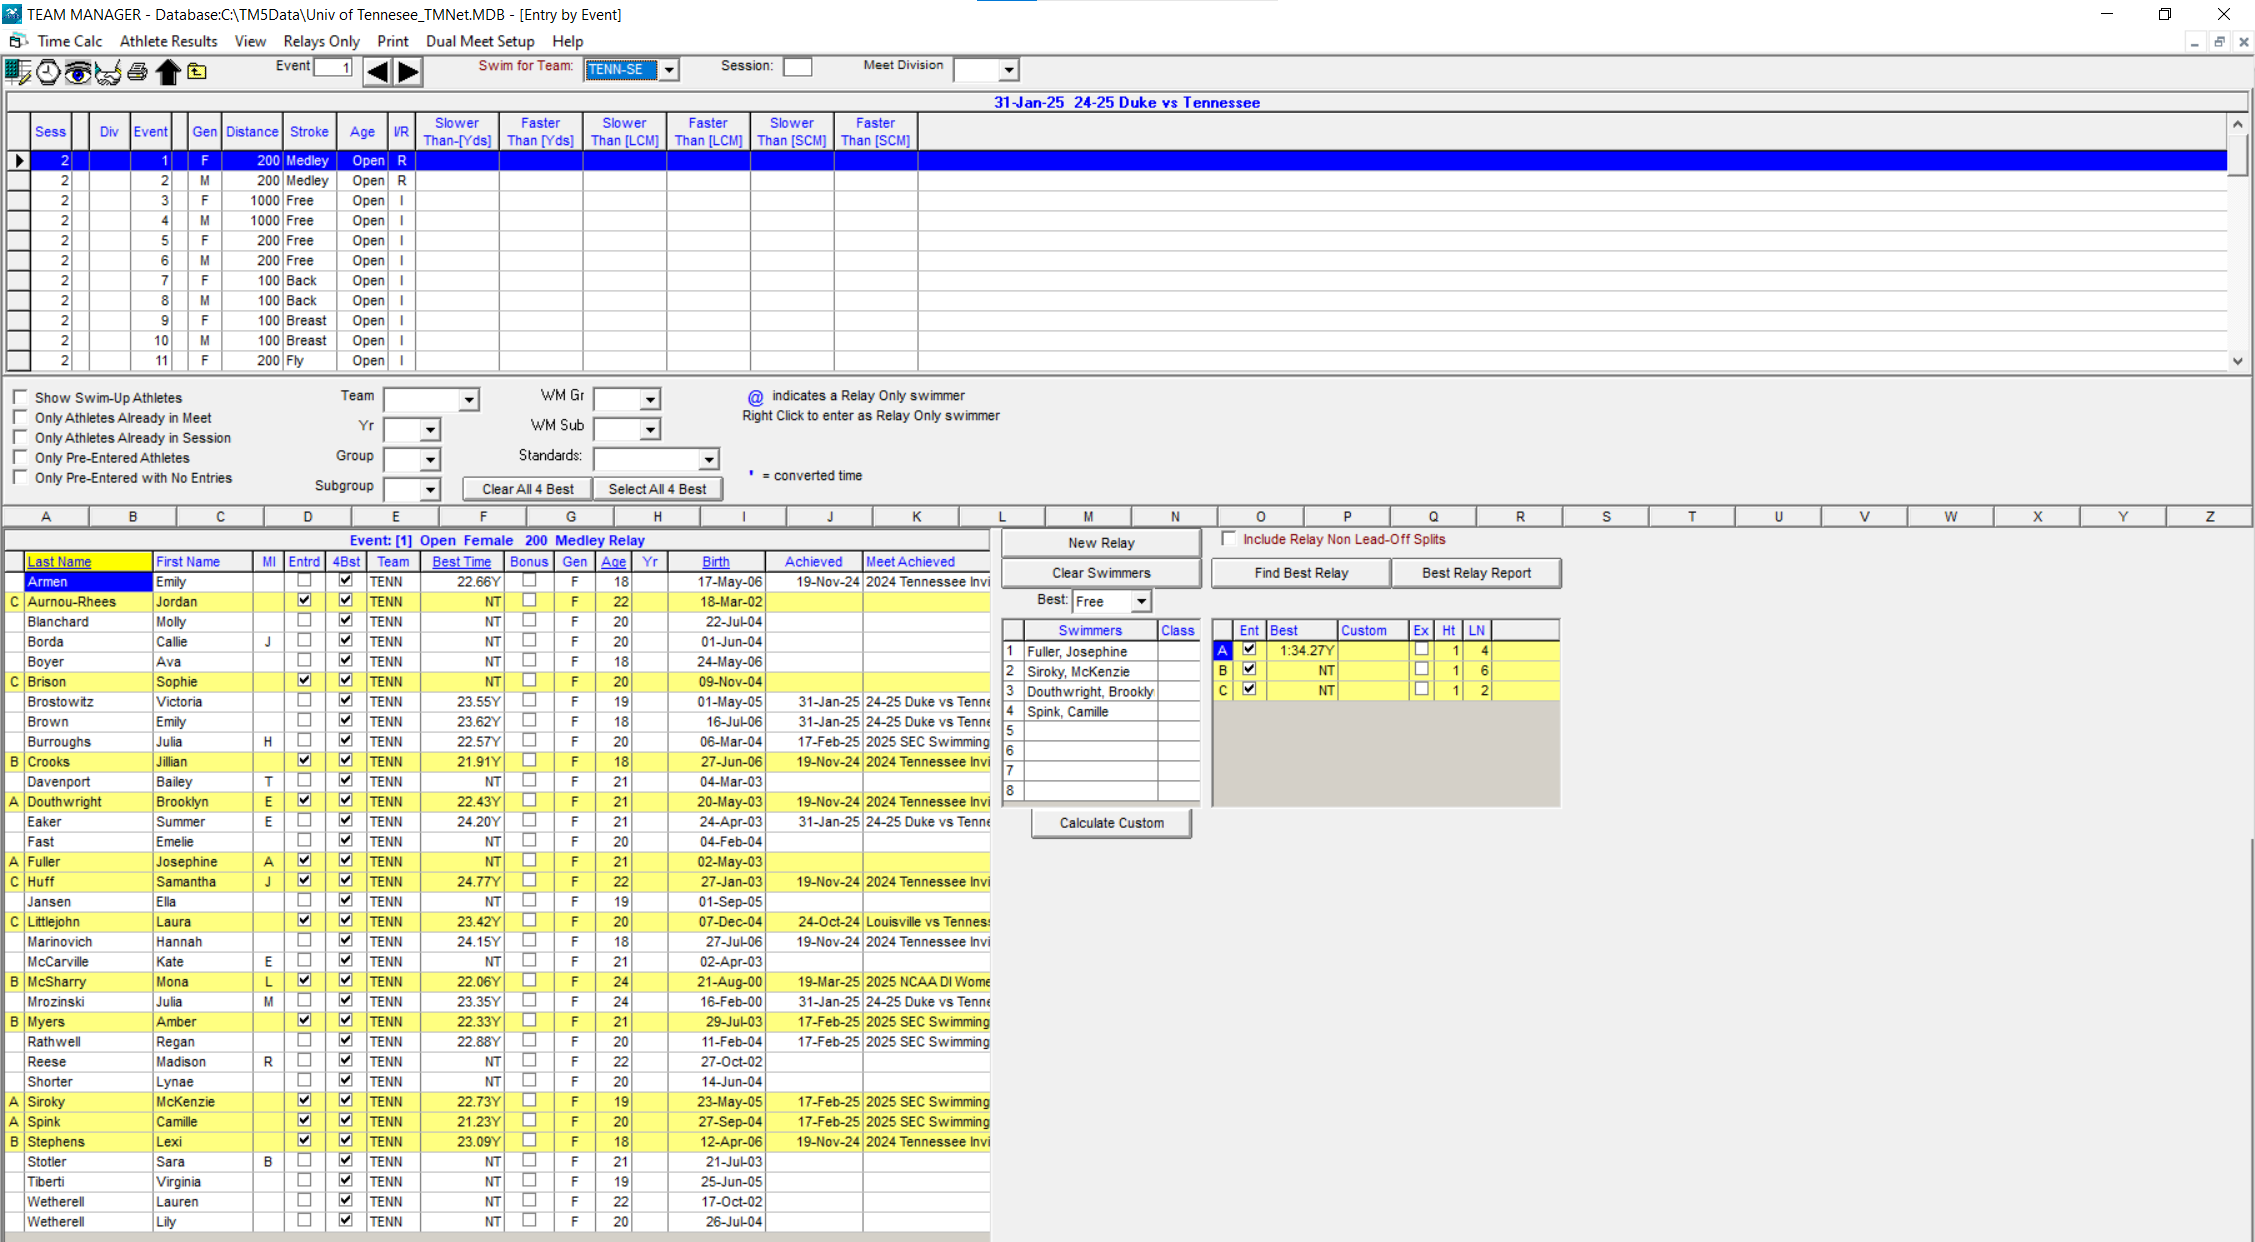 TEAM MANAGER - Database:C:\TM5Data\Univ of Tennesee_TMNet.MDB - [Entry by Event]
Time Calc Athlete Results View Relays Only Print Dual Meet Setup Help
Event 1 Swim for Team: TENN-SE Session: Meet Division
31-Jan-25 24-25 Duke vs Tennessee
Sess Div Event Gen Distance Stroke Age I/R Slower Than-[Yds] Faster Than [Yds] Slower Than [LCM] Faster Than [LCM] Slower Than [SCM] Faster Than [SCM]
2 1 F 200 Medley Open R
2 2 M 200 Medley Open R
2 3 F 1000 Free Open I
2 4 M 1000 Free Open I
2 5 F 200 Free Open I
2 6 M 200 Free Open I
2 7 F 100 Back Open I
2 8 M 100 Back Open I
2 9 F 100 Breast Open I
2 10 M 100 Breast Open I
2 11 F 200 Fly Open I
Show Swim-Up Athletes Team WM Gr @ indicates a Relay Only swimmer
Only Athletes Already in Meet Right Click to enter as Relay Only swimmer
Only Athletes Already in Session Yr WM Sub
Only Pre-Entered Athletes Group Standards:
Only Pre-Entered with No Entries ' = converted time
Subgroup Clear All 4 Best Select All 4 Best
A B C D E F G H I J K L M N O P Q R S T U V W X Y Z
Event: [1] Open Female 200 Medley Relay
Last Name First Name MI Entrd 4Bst Team Best Time Bonus Gen Age Yr Birth Achieved Meet Achieved
Armen Emily TENN 22.66Y F 18 17-May-06 19-Nov-24 2024 Tennessee Invi
C Aurnou-Rhees Jordan TENN NT F 22 18-Mar-02
Blanchard Molly TENN NT F 20 22-Jul-04
Borda Callie J TENN NT F 20 01-Jun-04
Boyer Ava TENN NT F 18 24-May-06
C Brison Sophie TENN NT F 20 09-Nov-04
Brostowitz Victoria TENN 23.55Y F 19 01-May-05 31-Jan-25 24-25 Duke vs Tenne
Brown Emily TENN 23.62Y F 18 16-Jul-06 31-Jan-25 24-25 Duke vs Tenne
Burroughs Julia H TENN 22.57Y F 20 06-Mar-04 17-Feb-25 2025 SEC Swimming
B Crooks Jillian TENN 21.91Y F 18 27-Jun-06 19-Nov-24 2024 Tennessee Invi
Davenport Bailey T TENN NT F 21 04-Mar-03
A Douthwright Brooklyn E TENN 22.43Y F 21 20-May-03 19-Nov-24 2024 Tennessee Invi
Eaker Summer E TENN 24.20Y F 21 24-Apr-03 31-Jan-25 24-25 Duke vs Tenne
Fast Emelie TENN NT F 20 04-Feb-04
A Fuller Josephine A TENN NT F 21 02-May-03
C Huff Samantha J TENN 24.77Y F 22 27-Jan-03 19-Nov-24 2024 Tennessee Invi
Jansen Ella TENN NT F 19 01-Sep-05
C Littlejohn Laura TENN 23.42Y F 20 07-Dec-04 24-Oct-24 Louisville vs Tennes
Marinovich Hannah TENN 24.15Y F 18 27-Jul-06 19-Nov-24 2024 Tennessee Invi
McCarville Kate E TENN NT F 21 02-Apr-03
B McSharry Mona L TENN 22.06Y F 24 21-Aug-00 19-Mar-25 2025 NCAA DI Wome
Mrozinski Julia M TENN 23.35Y F 24 16-Feb-00 31-Jan-25 24-25 Duke vs Tenne
B Myers Amber TENN 22.33Y F 21 29-Jul-03 17-Feb-25 2025 SEC Swimming
Rathwell Regan TENN 22.88Y F 20 11-Feb-04 17-Feb-25 2025 SEC Swimming
Reese Madison R TENN NT F 22 27-Oct-02
Shorter Lynae TENN NT F 20 14-Jun-04
A Siroky McKenzie TENN 22.73Y F 19 23-May-05 17-Feb-25 2025 SEC Swimming
A Spink Camille TENN 21.23Y F 20 27-Sep-04 17-Feb-25 2025 SEC Swimming
B Stephens Lexi TENN 23.09Y F 18 12-Apr-06 19-Nov-24 2024 Tennessee Invi
Stotler Sara B TENN NT F 21 21-Jul-03
Tiberti Virginia TENN NT F 19 25-Jun-05
Wetherell Lauren TENN NT F 22 17-Oct-02
Wetherell Lily TENN NT F 20 26-Jul-04
New Relay Include Relay Non Lead-Off Splits
Clear Swimmers Find Best Relay Best Relay Report
Best: Free
Swimmers Class
1 Fuller, Josephine
2 Siroky, McKenzie
3 Douthwright, Brookly
4 Spink, Camille
5
6
7
8
Calculate Custom
Ent Best Custom Ex Ht LN
A 1:34.27Y 1 4
B NT 1 6
C NT 1 2